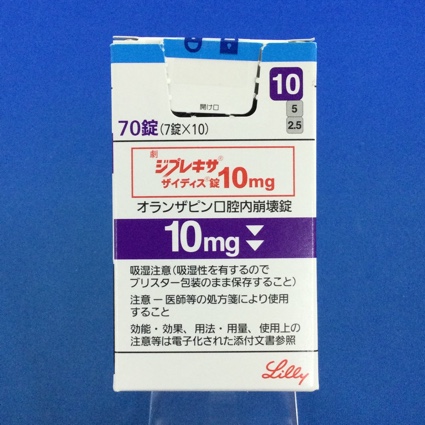 10
5
2.5
開け口
70錠(7錠×10)
劇
ジプレキサ®
ザイディス®錠10mg
オランザピン口腔内崩壊錠
10mg
吸湿注意(吸湿性を有するので
ブリスター包装のまま保存すること)
注意 ー 医師等の処方箋により使用
すること
効能・効果、用法・用量、使用上の
注意等は電子化された添付文書参照
Lilly